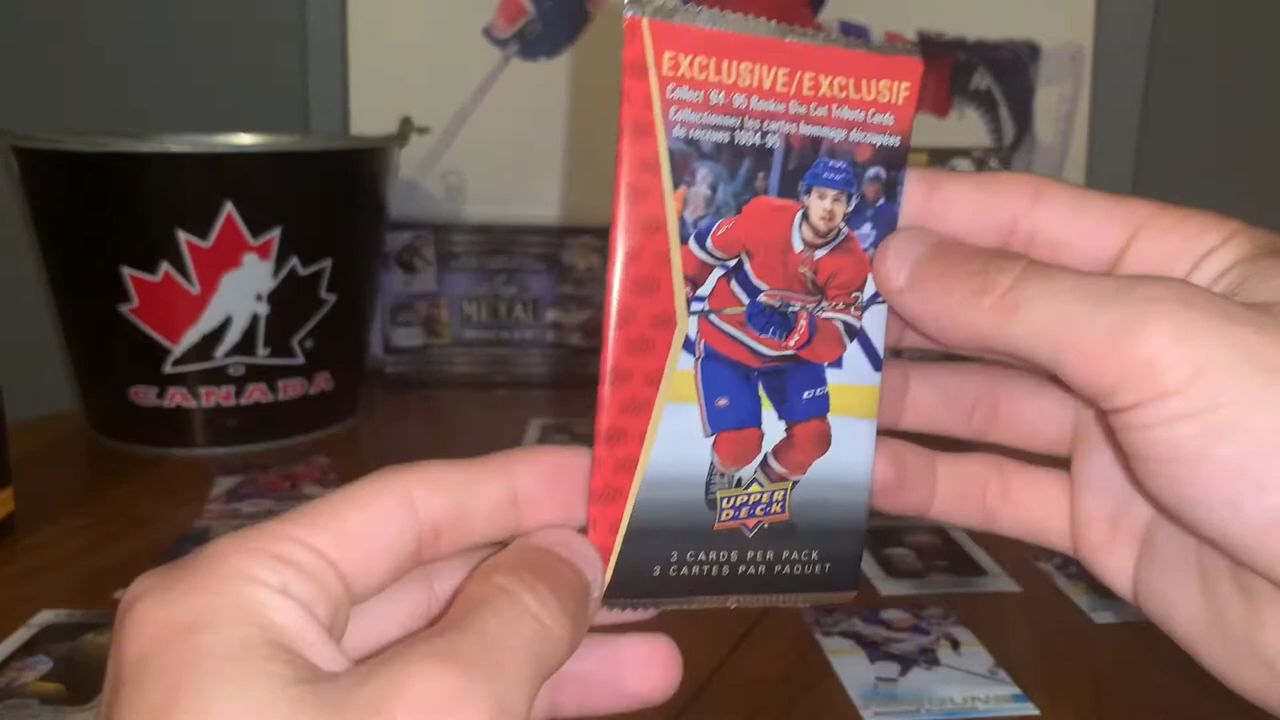 EXCLUSIVE/EXCLUSIF
Collect '94-'95 Rookie Die Cut Tribute Cards
Collectionnez les cartes hommage découpées
de recrues 1994-95
CCM
UPPER
D·E·C·K
3 CARDS PER PACK
3 CARTES PAR PAQUET
CANADA
METAL